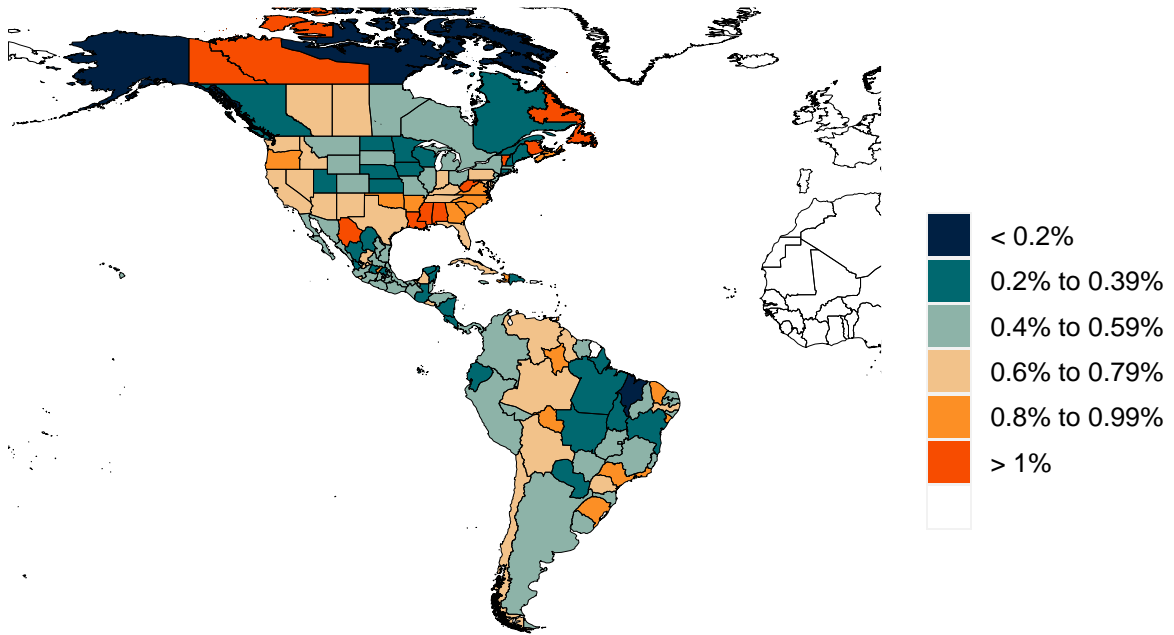 < 0.2%
0.2% to 0.39%
0.4% to 0.59%
0.6% to 0.79%
0.8% to 0.99%
> 1%